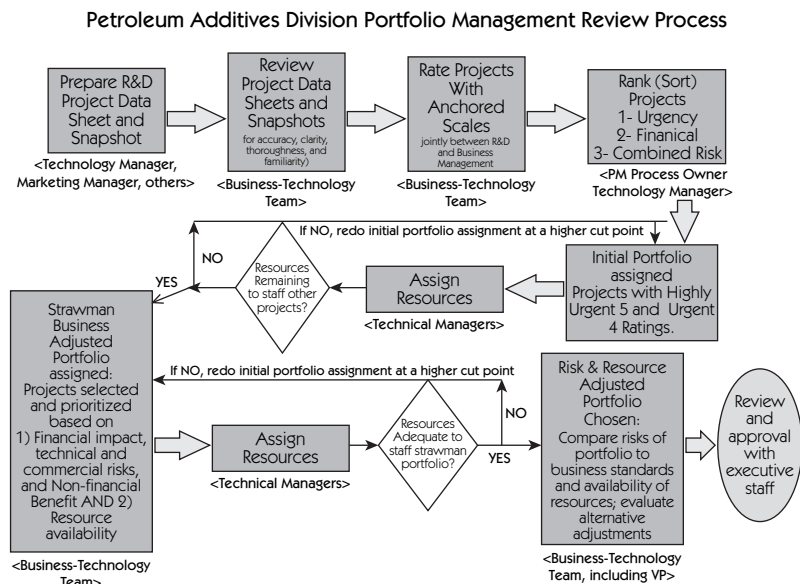 Petroleum Additives Division Portfolio Management Review Process
Prepare R&D
Project Data
Sheet and
Snapshot
<Technology Manager,
Marketing Manager, others>
Review
Project Data
Sheets and
Snapshots
for accuracy, clarity,
thoroughness, and
familiarity)
<Business-Technology
Team>
Rate Projects
With
Anchored
Scales
jointly between R&D
and Business
Management
<Business-Technology
Team>
Rank (Sort)
Projects
1- Urgency
2- Finanical
3- Combined Risk
<PM Process Owner
Technology Manager>
If NO, redo initial portfolio assignment at a higher cut point
Initial Portfolio
assigned
Projects with Highly
Urgent 5 and Urgent
4 Ratings.
Assign
Resources
<Technical Managers>
Resources
Remaining
to staff other
projects?
NO
YES
Strawman
Business
Adjusted
Portfolio
assigned:
Projects selected
and prioritized
based on
1) Financial impact,
technical and
commercial risks,
and Non-financial
Benefit AND 2)
Resource
availability
<Business-Technology
Team>
If NO, redo initial portfolio assignment at a higher cut point
Assign
Resources
<Technical Managers>
Resources
Adequate to
staff strawman
portfolio?
NO
YES
Risk & Resource
Adjusted
Portfolio
Chosen:
Compare risks of
portfolio to
business standards
and availability of
resources; evaluate
alternative
adjustments
<Business-Technology
Team, including VP>
Review
and
approval
with
executive
staff